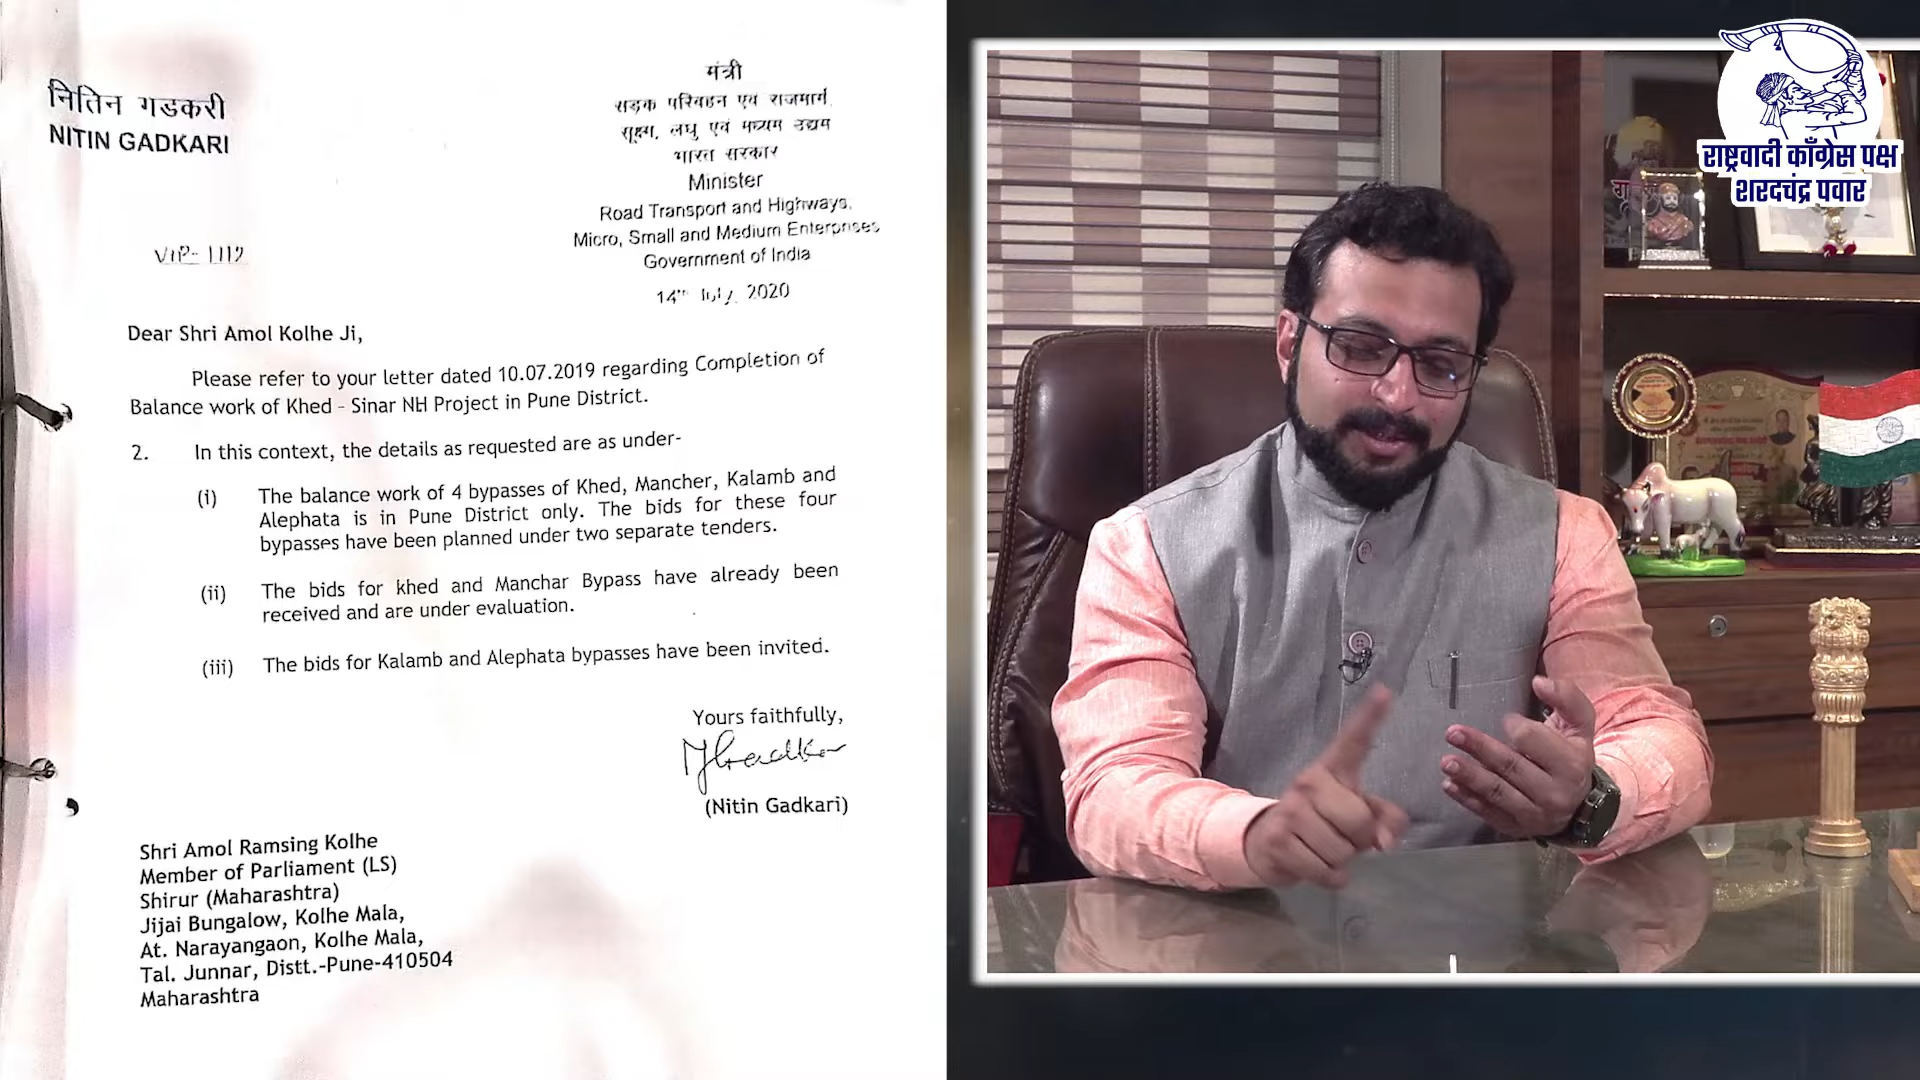 नितिन गडकरी
NITIN GADKARI
मंत्री
सड़क परिवहन एवं राजमार्ग,
सूक्ष्म, लघु एवं मध्यम उद्यम
भारत सरकार
Minister
Road Transport and Highways,
Micro, Small and Medium Enterprises
Government of India
14th July, 2020
Dear Shri Amol Kolhe Ji,
Please refer to your letter dated 10.07.2019 regarding Completion of
Balance work of Khed - Sinar NH Project in Pune District.
2. In this context, the details as requested are as under-
(i) The balance work of 4 bypasses of Khed, Mancher, Kalamb and
Alephata is in Pune District only. The bids for these four
bypasses have been planned under two separate tenders.
(ii) The bids for khed and Manchar Bypass have already been
received and are under evaluation.
(iii) The bids for Kalamb and Alephata bypasses have been invited.
Yours faithfully,
(Nitin Gadkari)
Shri Amol Ramsing Kolhe
Member of Parliament (LS)
Shirur (Maharashtra)
Jijai Bungalow, Kolhe Mala,
At. Narayangaon, Kolhe Mala,
Tal. Junnar, Distt.-Pune-410504
Maharashtra
राष्ट्रवादी काँग्रेस पक्ष
शरदचंद्र पवार